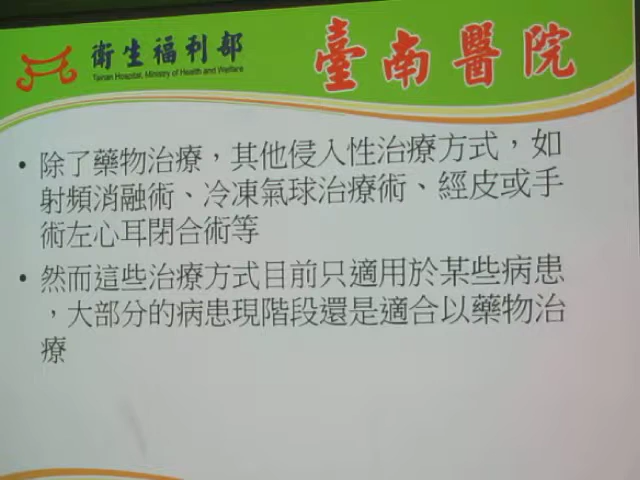 衛生福利部
Tainan Hospital, Ministry of Health and Welfare
臺南醫院
• 除了藥物治療，其他侵入性治療方式，如
射頻消融術、冷凍氣球治療術、經皮或手
術左心耳閉合術等
• 然而這些治療方式目前只適用於某些病患
，大部分的病患現階段還是適合以藥物治
療